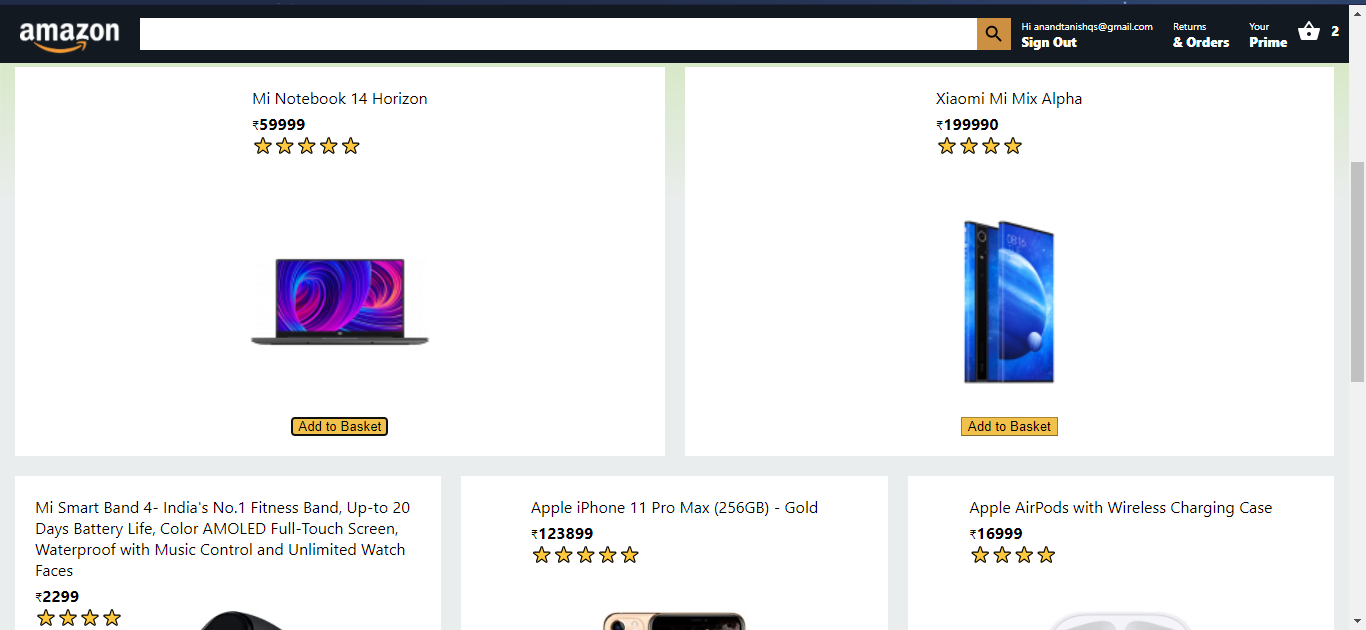 amazon
Hi anandtanishqs@gmail.com
Sign Out
Returns
& Orders
Your
Prime
2
Mi Notebook 14 Horizon
₹59999
Xiaomi Mi Mix Alpha
₹199990
08:16
Add to Basket
Add to Basket
Mi Smart Band 4- India's No.1 Fitness Band, Up-to 20
Days Battery Life, Color AMOLED Full-Touch Screen,
Waterproof with Music Control and Unlimited Watch
Faces
₹2299
Apple iPhone 11 Pro Max (256GB) - Gold
₹123899
Apple AirPods with Wireless Charging Case
₹16999